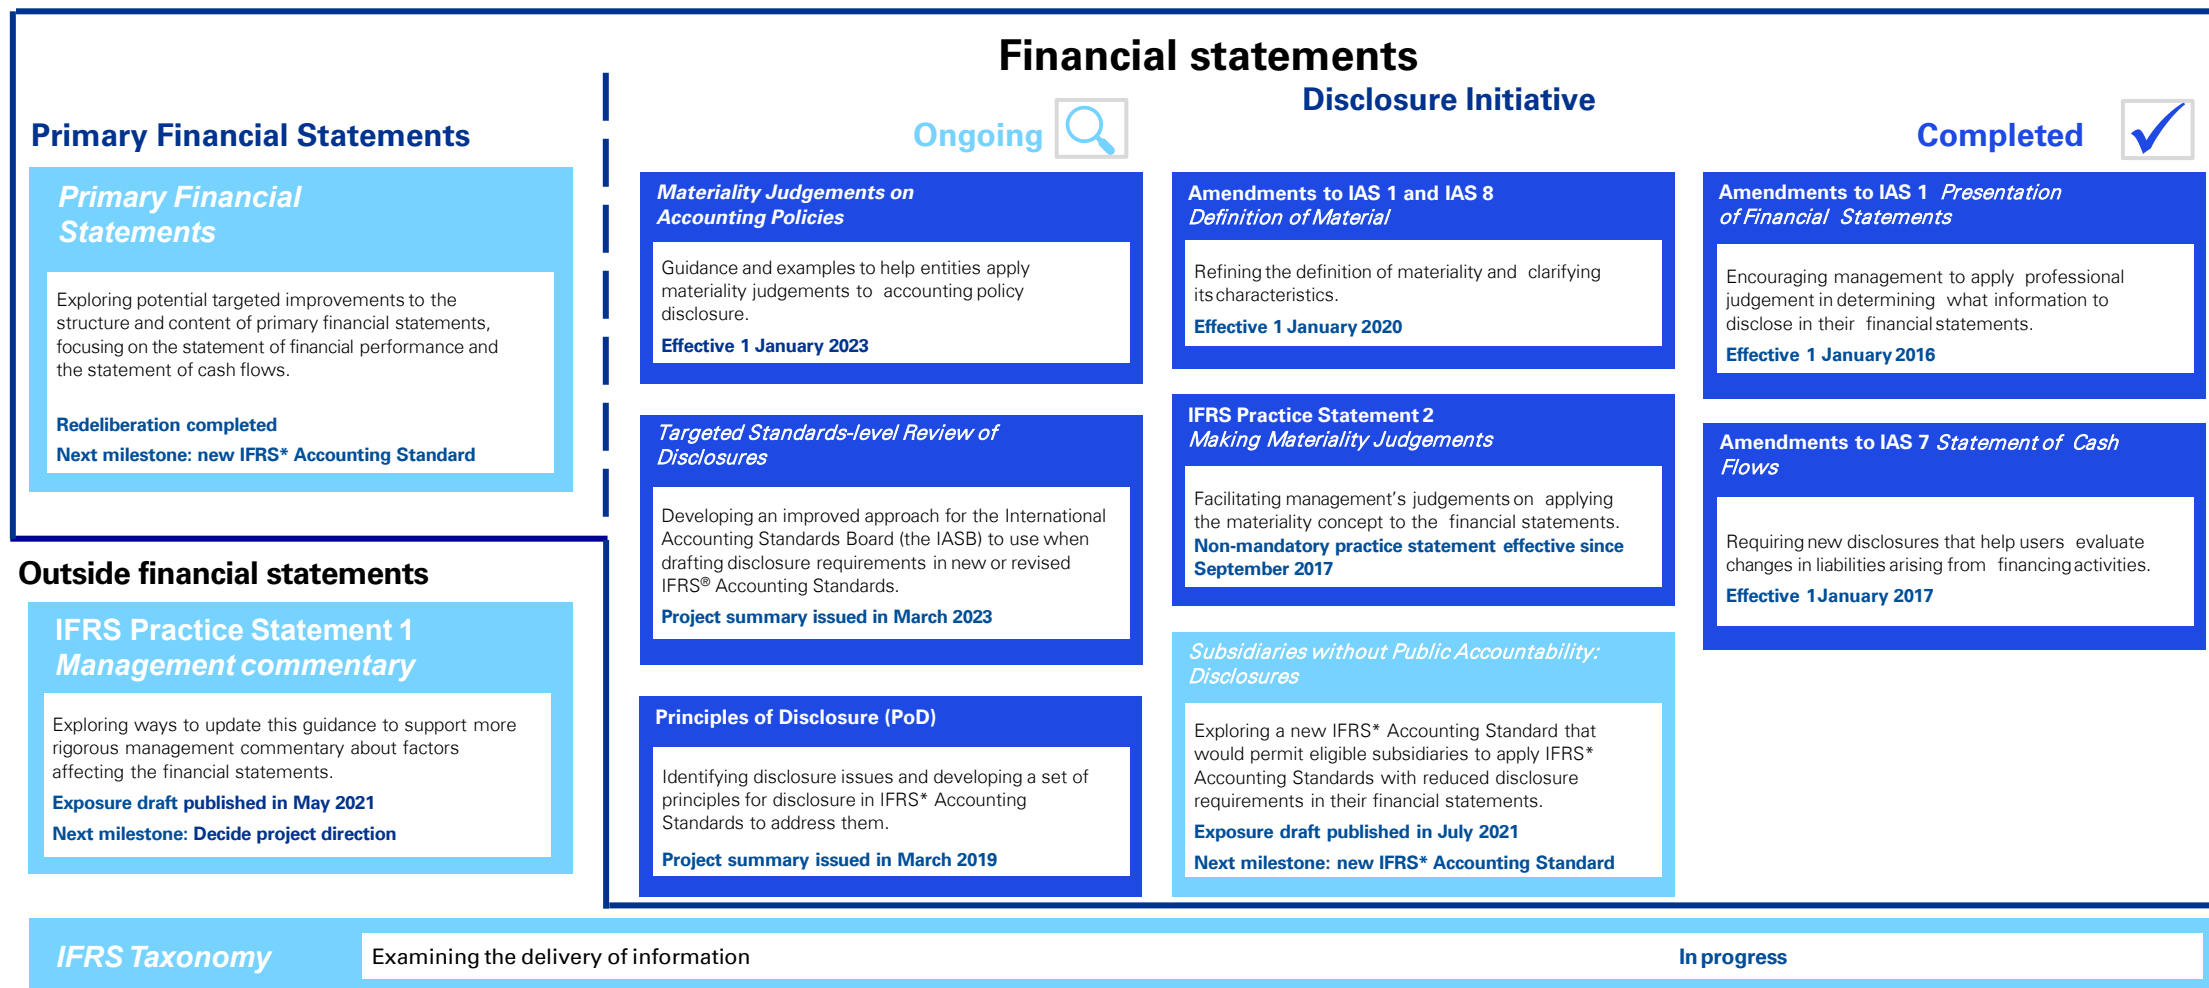 Financial statements
Disclosure Initiative
Primary Financial Statements
Ongoing
Completed
Primary Financial
Statements
Exploring potential targeted improvements to the
structure and content of primary financial statements,
focusing on the statement of financial performance and
the statement of cash flows.
Redeliberation completed
Next milestone: new IFRS* Accounting Standard
Outside financial statements
IFRS Practice Statement 1
Management commentary
Exploring ways to update this guidance to support more
rigorous management commentary about factors
affecting the financial statements.
Exposure draft published in May 2021
Next milestone: Decide project direction
Materiality Judgements on
Accounting Policies
Guidance and examples to help entities apply
materiality judgements to accounting policy
disclosure.
Effective 1 January 2023
Targeted Standards-level Review of
Disclosures
Developing an improved approach for the International
Accounting Standards Board (the IASB) to use when
drafting disclosure requirements in new or revised
IFRS® Accounting Standards.
Project summary issued in March 2023
Principles of Disclosure (PoD)
Identifying disclosure issues and developing a set of
principles for disclosure in IFRS* Accounting
Standards to address them.
Project summary issued in March 2019
Amendments to IAS 1 and IAS 8
Definition of Material
Refining the definition of materiality and clarifying
its characteristics.
Effective 1 January 2020
IFRS Practice Statement 2
Making Materiality Judgements
Facilitating management's judgements on applying
the materiality concept to the financial statements.
Non-mandatory practice statement effective since
September 2017
Subsidiaries without Public Accountability:
Disclosures
Exploring a new IFRS* Accounting Standard that
would permit eligible subsidiaries to apply IFRS*
Accounting Standards with reduced disclosure
requirements in their financial statements.
Exposure draft published in July 2021
Next milestone: new IFRS* Accounting Standard
Amendments to IAS 1 Presentation
of Financial Statements
Encouraging management to apply professional
judgement in determining what information to
disclose in their financial statements.
Effective 1 January 2016
Amendments to IAS 7 Statement of Cash
Flows
Requiring new disclosures that help users evaluate
changes in liabilities arising from financing activities.
Effective 1 January 2017
IFRS Taxonomy
Examining the delivery of information
In progress